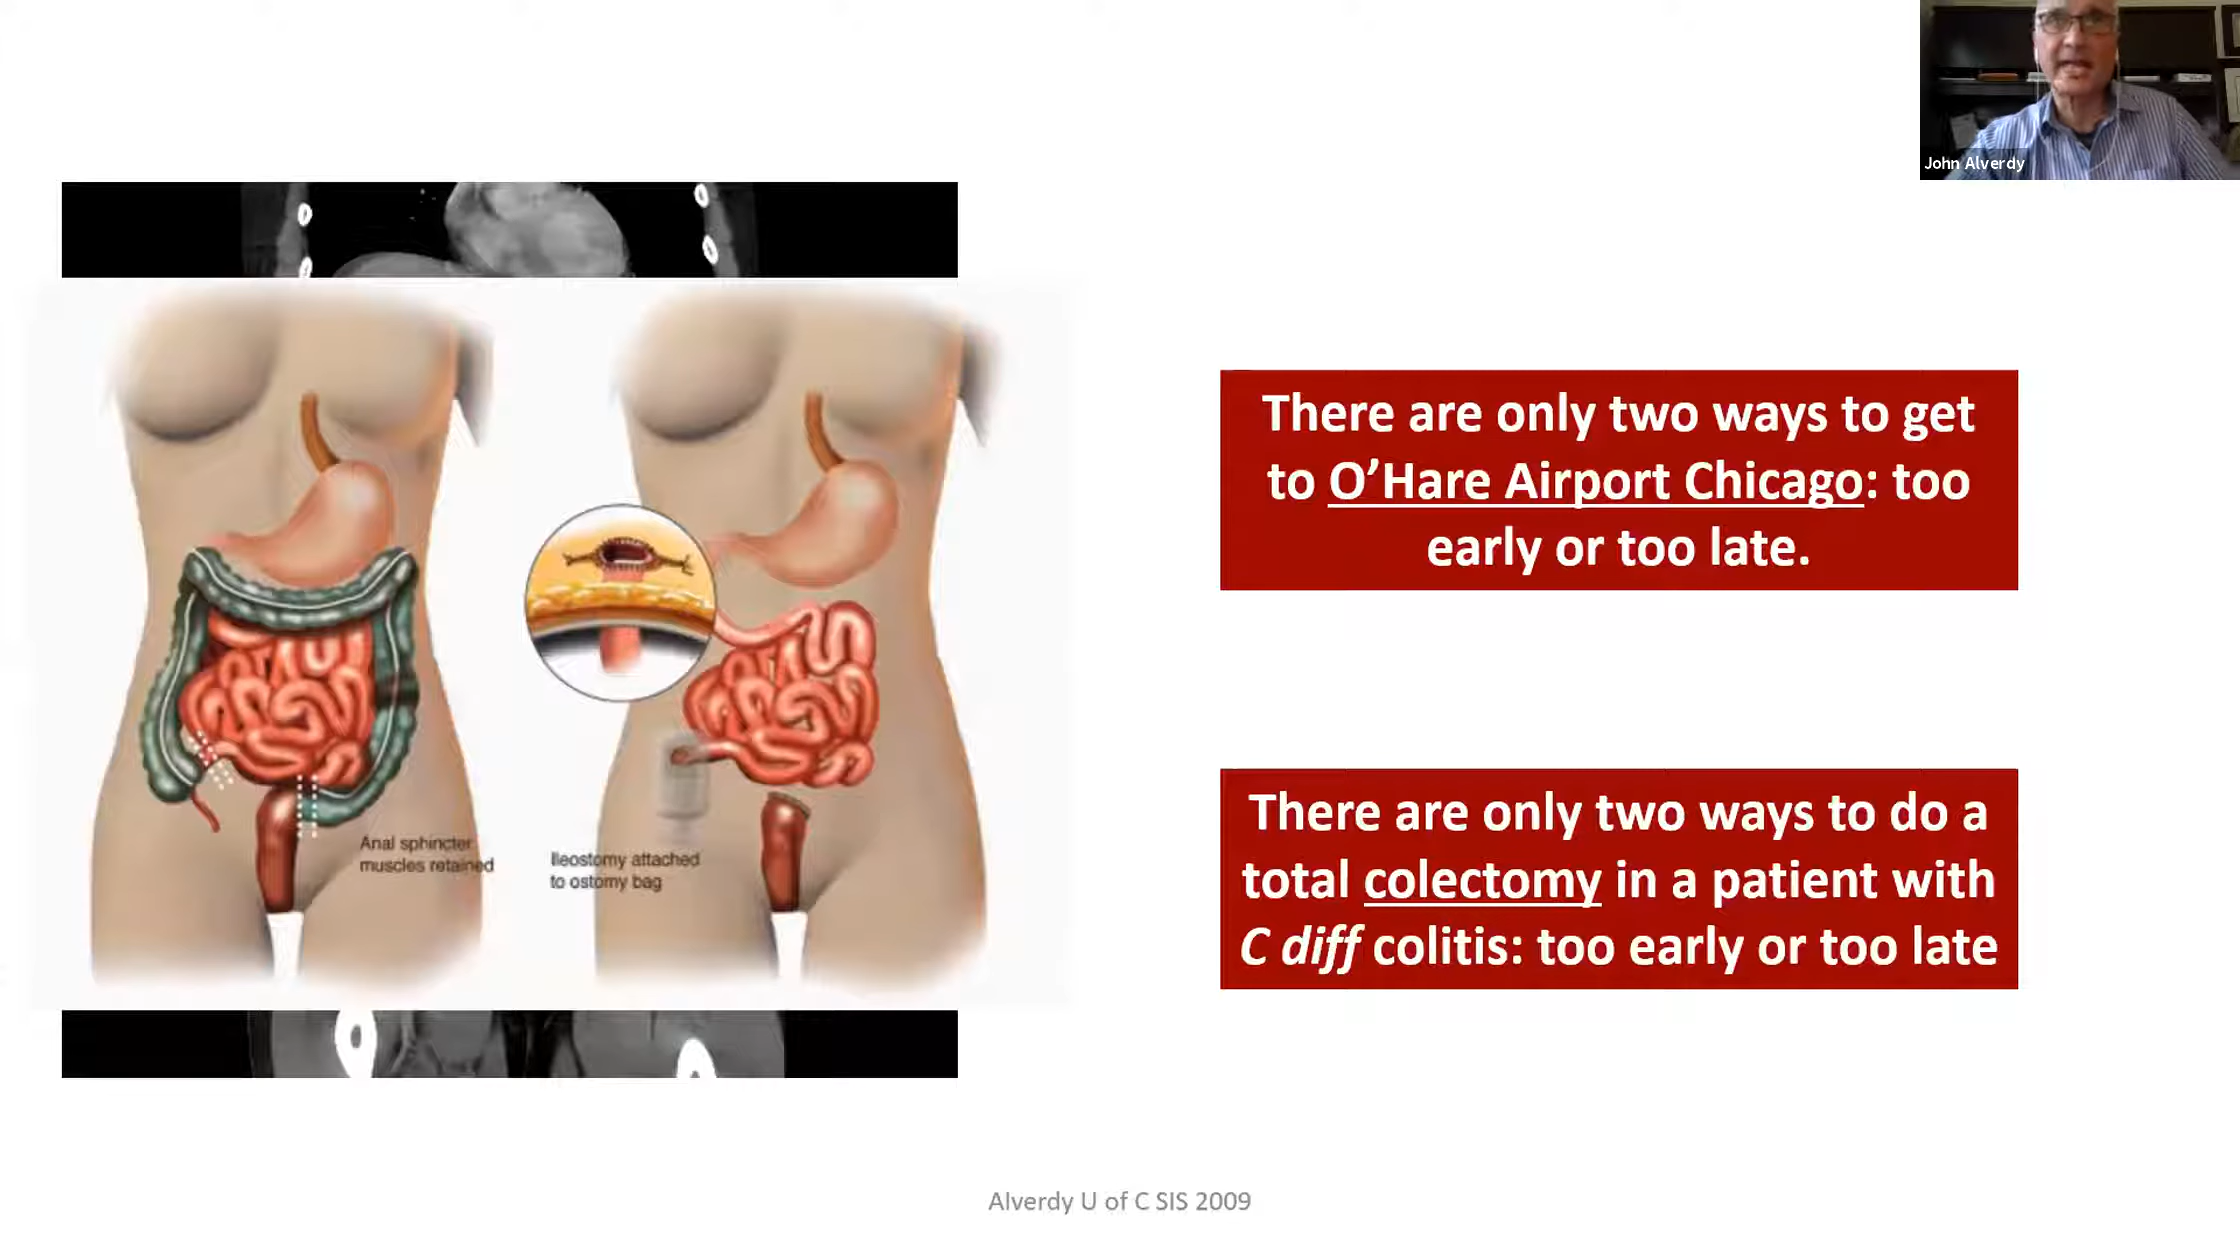 John Alverdy
There are only two ways to get
to O’Hare Airport Chicago: too
early or too late.
Anal sphincter
muscles retained
Ileostomy attached
to ostomy bag
There are only two ways to do a
total colectomy in a patient with
C diff colitis: too early or too late
Alverdy U of C SIS 2009